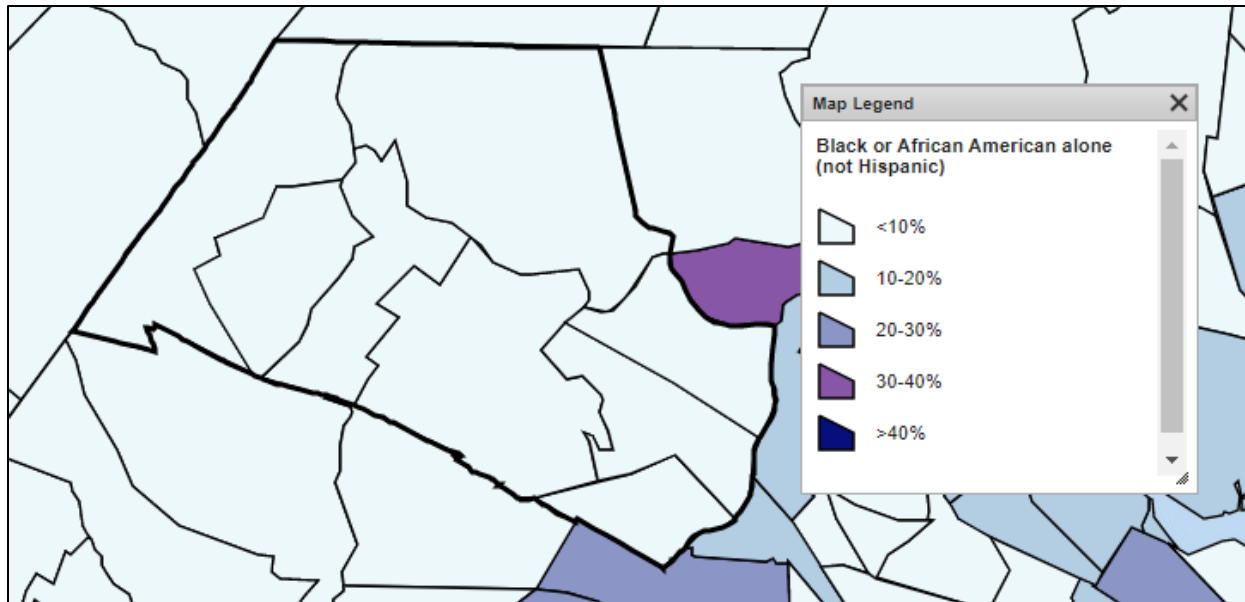 Map Legend
Black or African American alone
(not Hispanic)
<10%
10-20%
20-30%
30-40%
>40%